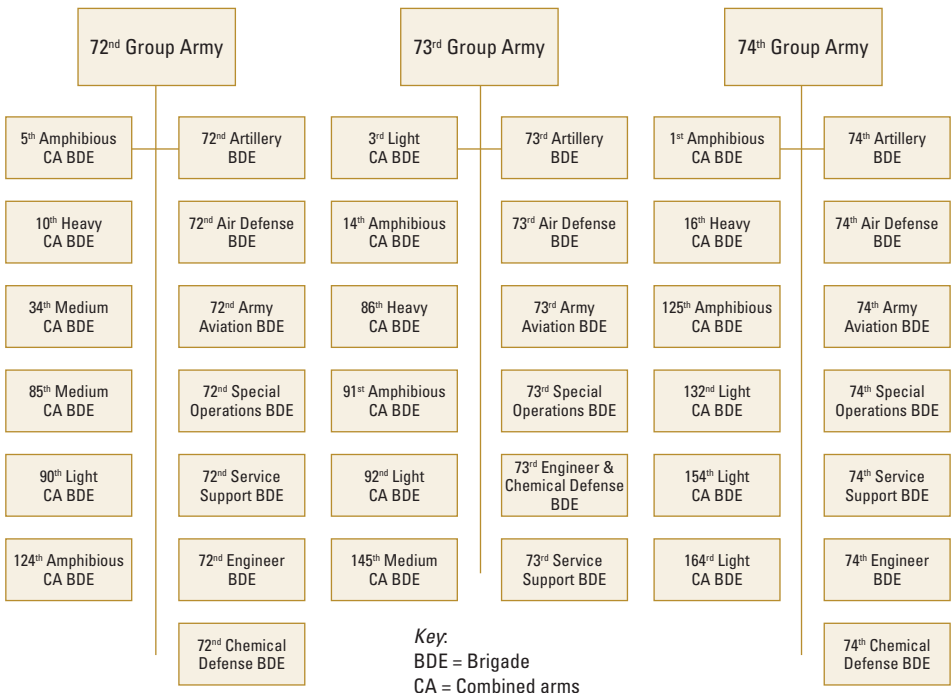 72nd Group Army
5th Amphibious
CA BDE
10th Heavy
CA BDE
34th Medium
CA BDE
85th Medium
CA BDE
90th Light
CA BDE
124th Amphibious
CA BDE
72nd Artillery
BDE
72nd Air Defense
BDE
72nd Army
Aviation BDE
72nd Special
Operations BDE
72nd Service
Support BDE
72nd Engineer
BDE
72nd Chemical
Defense BDE
73rd Group Army
3rd Light
CA BDE
14th Amphibious
CA BDE
86th Heavy
CA BDE
91st Amphibious
CA BDE
92nd Light
CA BDE
145th Medium
CA BDE
73rd Artillery
BDE
73rd Air Defense
BDE
73rd Army
Aviation BDE
73rd Special
Operations BDE
73rd Engineer &
Chemical Defense
BDE
73rd Service
Support BDE
74th Group Army
1st Amphibious
CA BDE
16th Heavy
CA BDE
125th Amphibious
CA BDE
132nd Light
CA BDE
154th Light
CA BDE
164rd Light
CA BDE
74th Artillery
BDE
74th Air Defense
BDE
74th Army
Aviation BDE
74th Special
Operations BDE
74th Service
Support BDE
74th Engineer
BDE
74th Chemical
Defense BDE
Key:
BDE = Brigade
CA = Combined arms